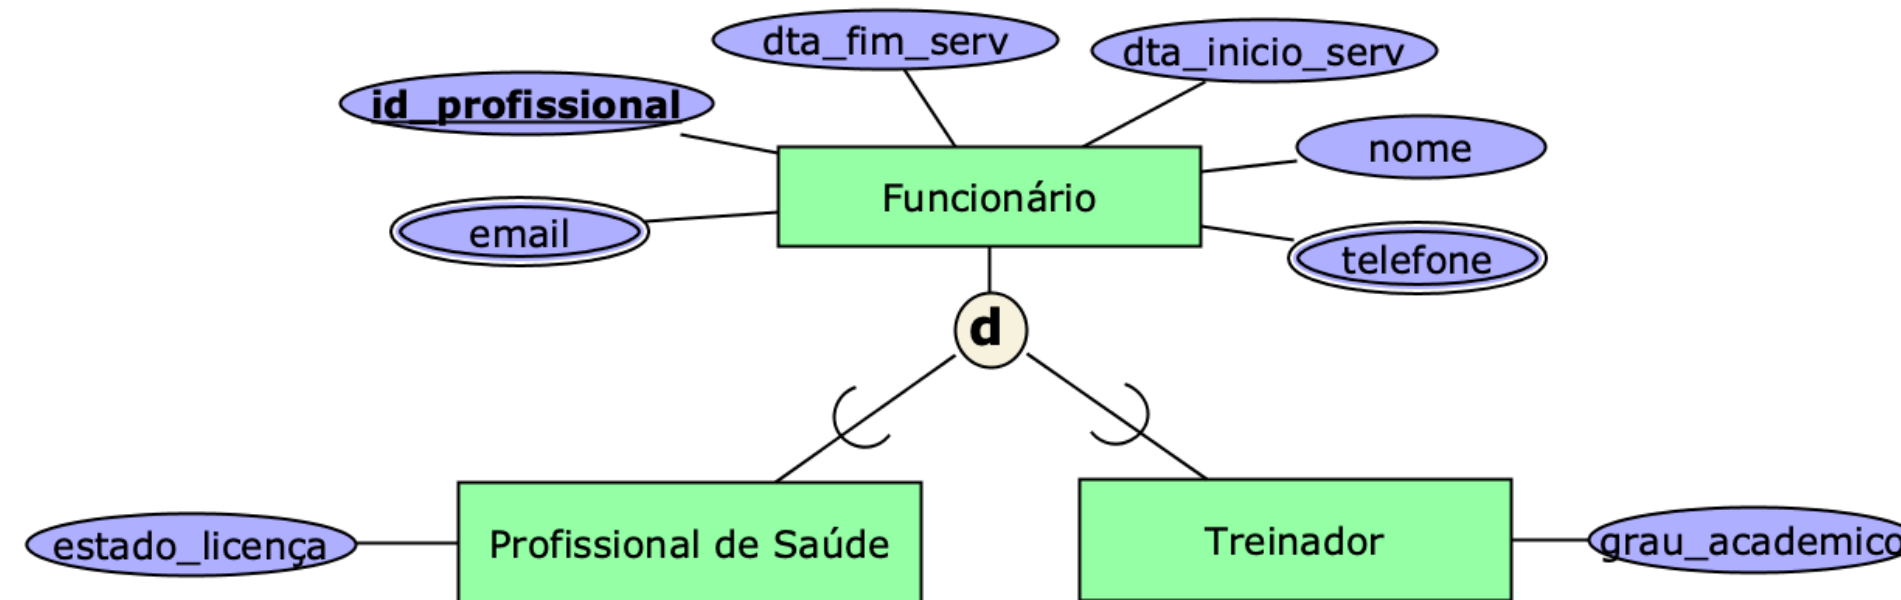 dta_fim_serv
dta_inicio_serv
id_profissional
nome
Funcionário
email
telefone
d
estado_licença
Profissional de Saúde
Treinador
grau_academico